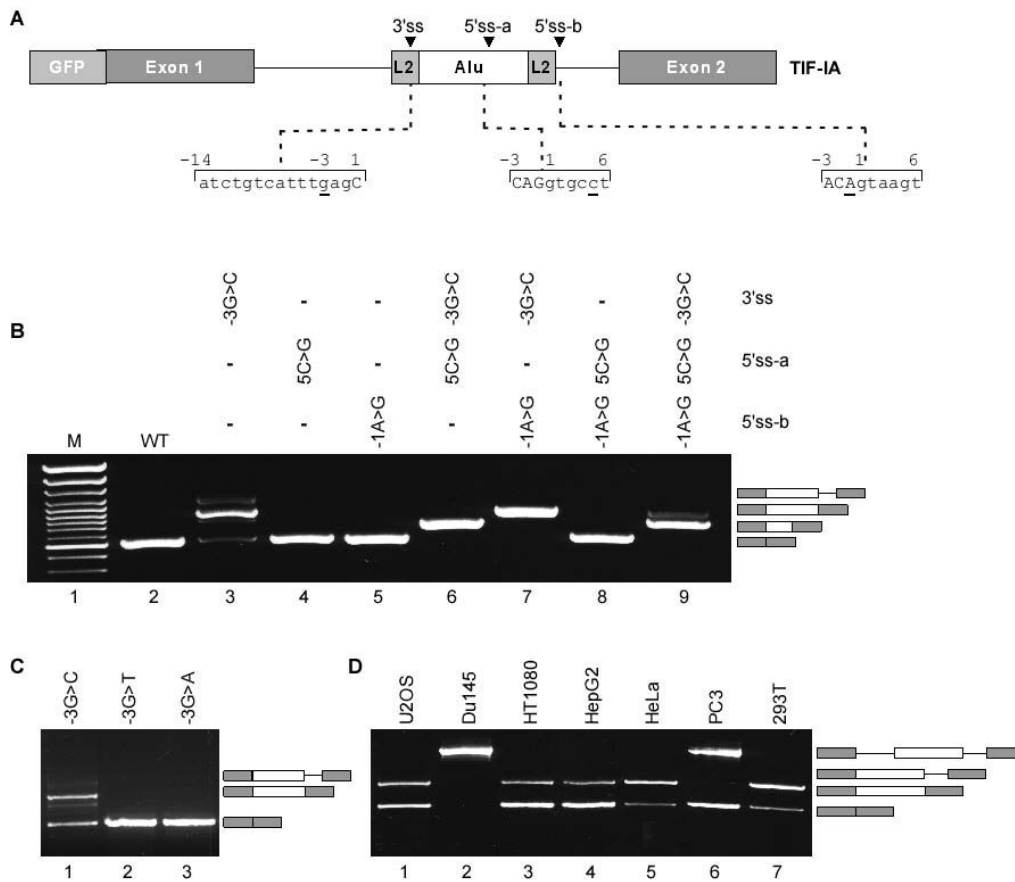 A
3'ss 5'ss-a 5'ss-b
GFP Exon 1 L2 Alu L2 Exon 2 TIF-IA
-14 -3 1
atctgtcatttgagC
-3 1 6
CAGgtgcct
-3 1 6
ACAgtaagt
B
-3G>C - - -3G>C -3G>C - -3G>C 3'ss
- 5C>G - 5C>G - 5C>G 5C>G 5'ss-a
- - -1A>G - -1A>G -1A>G -1A>G 5'ss-b
M WT
1 2 3 4 5 6 7 8 9
C
-3G>C -3G>T -3G>A
1 2 3
D
U2OS Du145 HT1080 HepG2 HeLa PC3 293T
1 2 3 4 5 6 7